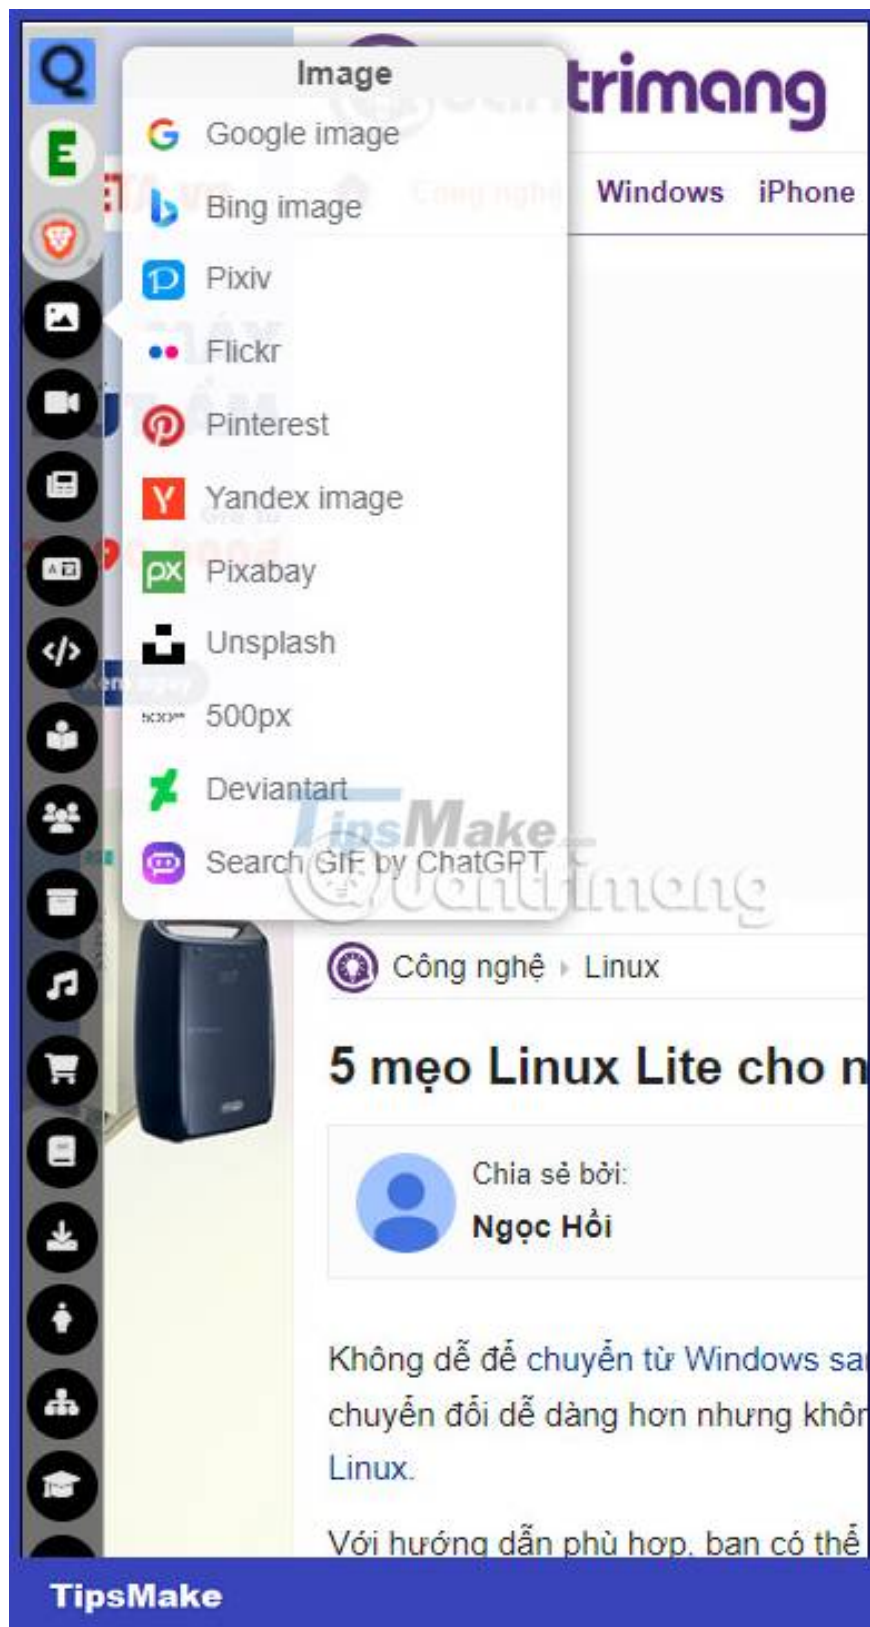 Q
Image
trimang
Google image
E
Windows iPhone
Bing image
Pixiv
Flickr
Pinterest
Yandex image
px Pixabay
Unsplash
500px
Deviantart
TipsMake
Search GIF by ChatGPT
Quantrimang
Công nghệ Linux
5 mẹo Linux Lite cho n
Chia sẻ bởi:
Ngọc Hồi
Không dễ để chuyển từ Windows sa
chuyển đổi dễ dàng hơn nhưng khôn
Linux.
Với hướng dẫn phù hợp, bạn có thể
TipsMake